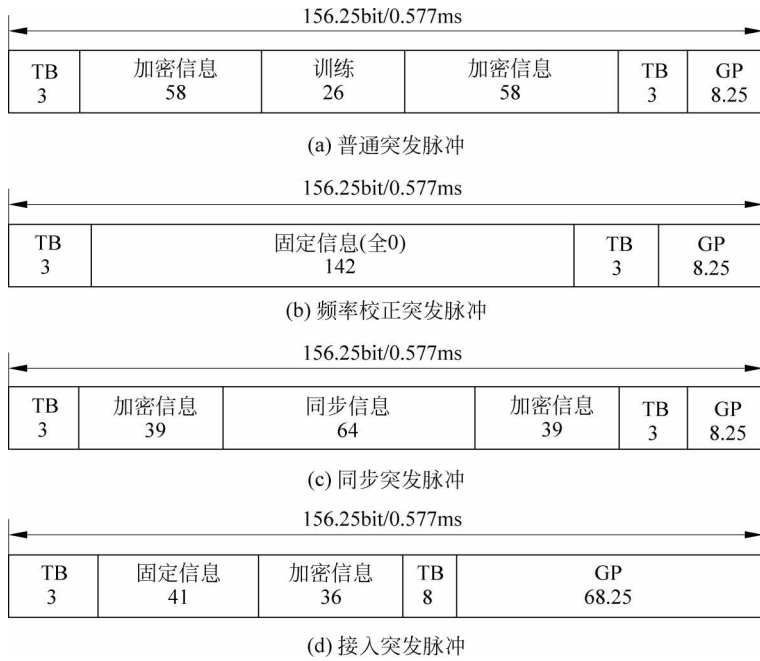 156.25bit/0.577ms
TB 加密信息 训练 加密信息 TB GP
3 58 26 58 3 8.25
(a) 普通突发脉冲
156.25bit/0.577ms
TB 固定信息(全0) TB GP
3 142 3 8.25
(b) 频率校正突发脉冲
156.25bit/0.577ms
TB 加密信息 同步信息 加密信息 TB GP
3 39 64 39 3 8.25
(c) 同步突发脉冲
156.25bit/0.577ms
TB 固定信息 加密信息 TB GP
3 41 36 8 68.25
(d) 接入突发脉冲